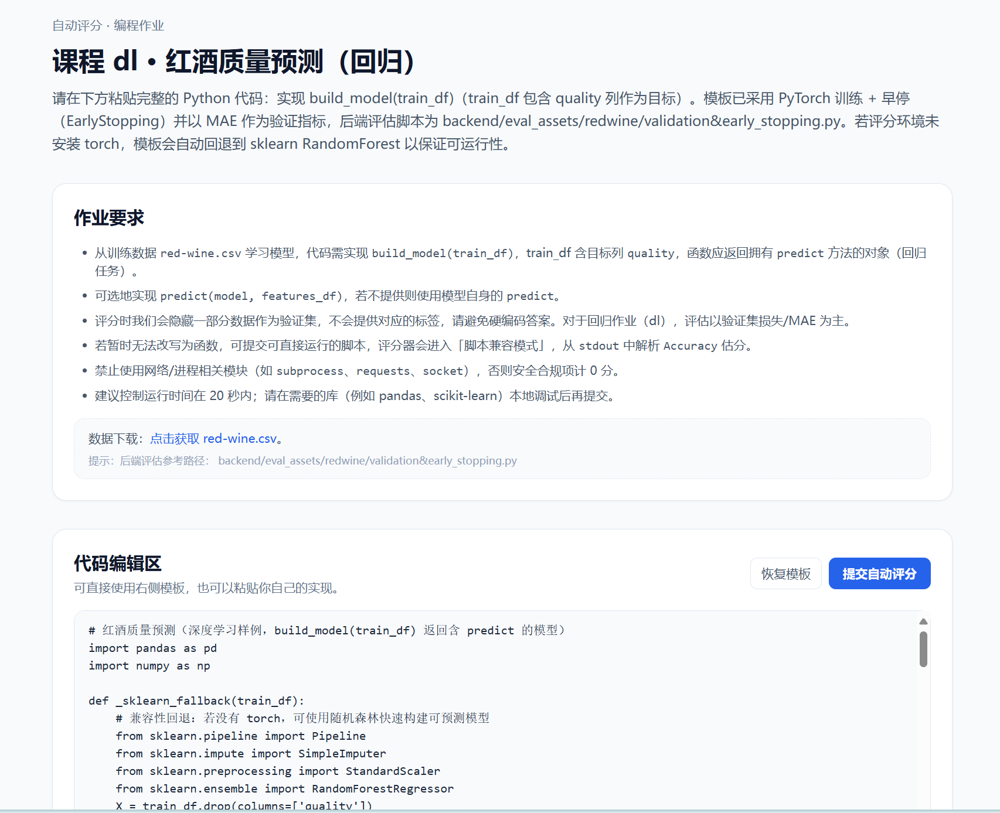 自动评分 · 编程作业
课程 dl • 红酒质量预测（回归）
请在下方粘贴完整的 Python 代码：实现 build_model(train_df)（train_df 包含 quality 列作为目标）。模板已采用 PyTorch 训练 + 早停
（EarlyStopping）并以 MAE 作为验证指标，后端评估脚本为 backend/eval_assets/redwine/validation&early_stopping.py。若评分环境未
安装 torch，模板会自动回退到 sklearn RandomForest 以保证可运行性。
作业要求
• 从训练数据 red-wine.csv 学习模型，代码需实现 build_model(train_df)，train_df 含目标列 quality，函数应返回拥有 predict 方法的对象（回归
任务）。
• 可选地实现 predict(model, features_df)，若不提供则使用模型自身的 predict。
• 评分时我们会隐藏一部分数据作为验证集，不会提供对应的标签，请避免硬编码答案。对于回归作业（dl），评估以验证集损失/MAE 为主。
• 若暂时无法改写为函数，可提交可直接运行的脚本，评分器会进入「脚本兼容模式」，从 stdout 中解析 Accuracy 估分。
• 禁止使用网络/进程相关模块（如 subprocess、requests、socket），否则安全合规项计 0 分。
• 建议控制运行时间在 20 秒内；请在需要的库（例如 pandas、scikit-learn）本地调试后再提交。
数据下载：点击获取 red-wine.csv。
提示：后端评估参考路径： backend/eval_assets/redwine/validation&early_stopping.py
代码编辑区
可直接使用右侧模板，也可以粘贴你自己的实现。
恢复模板
提交自动评分
# 红酒质量预测（深度学习样例，build_model(train_df) 返回含 predict 的模型）
import pandas as pd
import numpy as np
def _sklearn_fallback(train_df):
# 兼容性回退：若没有 torch，可使用随机森林快速构建可预测模型
from sklearn.pipeline import Pipeline
from sklearn.impute import SimpleImputer
from sklearn.preprocessing import StandardScaler
from sklearn.ensemble import RandomForestRegressor
X = train_df.drop(columns=['quality'])